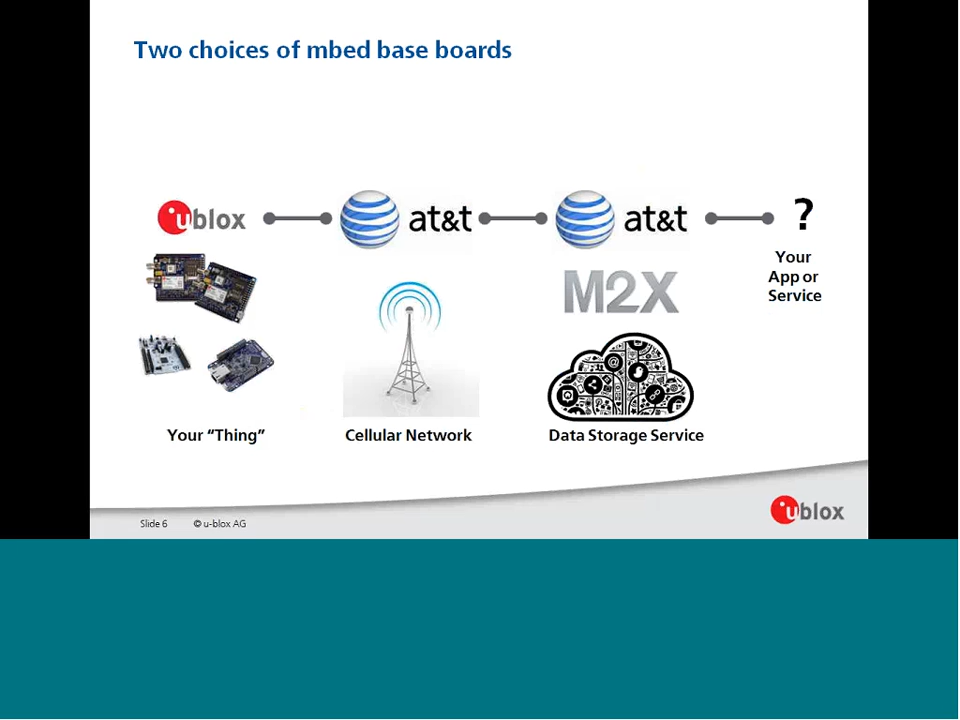 Two choices of mbed base boards
ublox
at&t
at&t
?
Your
App or
Service
M2X
Your “Thing”
Cellular Network
Data Storage Service
Slide 6
© u-blox AG
ublox